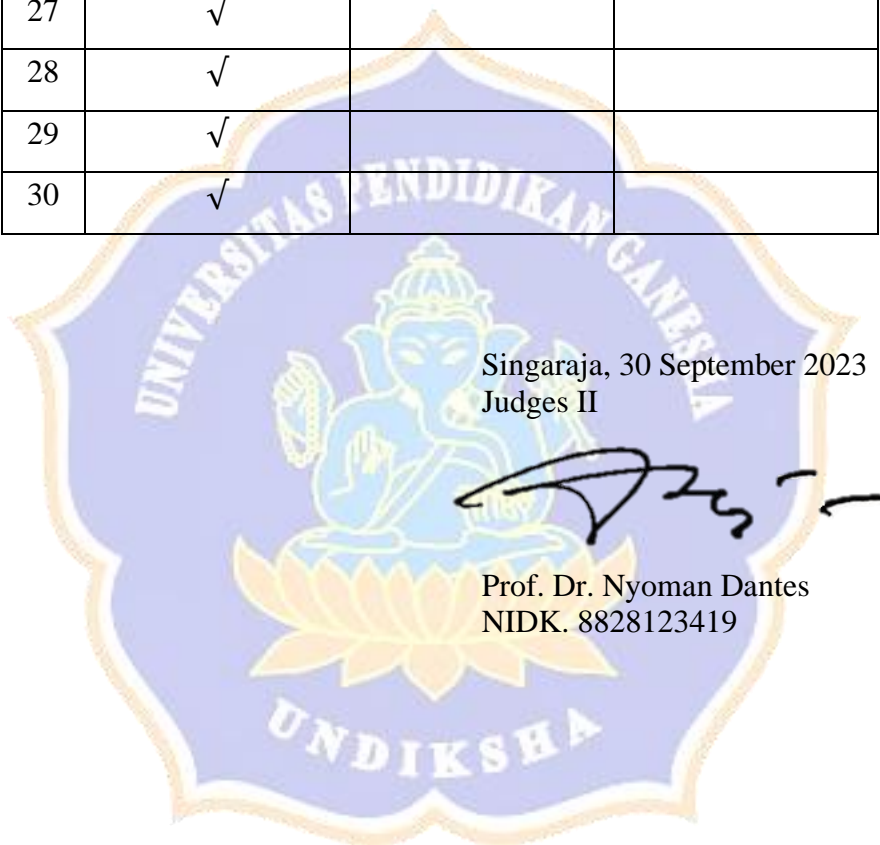 27 √
28 √
29 √
30 √
UNIVERSITAS PENDIDIKAN GANESHA
Singaraja, 30 September 2023
Judges II
Prof. Dr. Nyoman Dantes
NIDK. 8828123419
UNDIKSHA